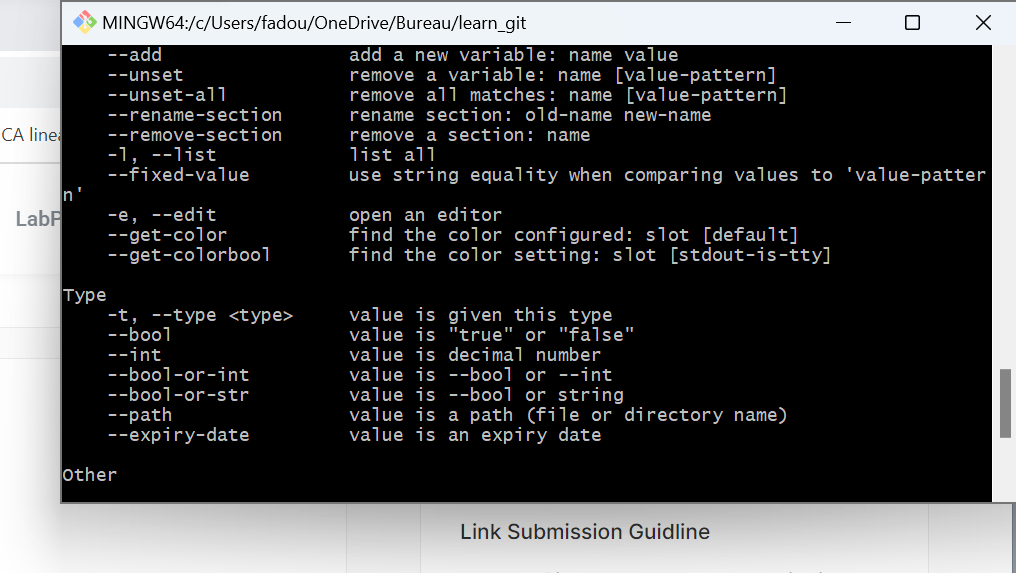 MINGW64:/c/Users/fadou/OneDrive/Bureau/learn_git
--add add a new variable: name value
--unset remove a variable: name [value-pattern]
--unset-all remove all matches: name [value-pattern]
--rename-section rename section: old-name new-name
--remove-section remove a section: name
-l, --list list all
--fixed-value use string equality when comparing values to 'value-patter
n'
-e, --edit open an editor
--get-color find the color configured: slot [default]
--get-colorbool find the color setting: slot [stdout-is-tty]
Type
-t, --type <type> value is given this type
--bool value is "true" or "false"
--int value is decimal number
--bool-or-int value is --bool or --int
--bool-or-str value is --bool or string
--path value is a path (file or directory name)
--expiry-date value is an expiry date
Other
CA linea
LabP
Link Submission Guidline